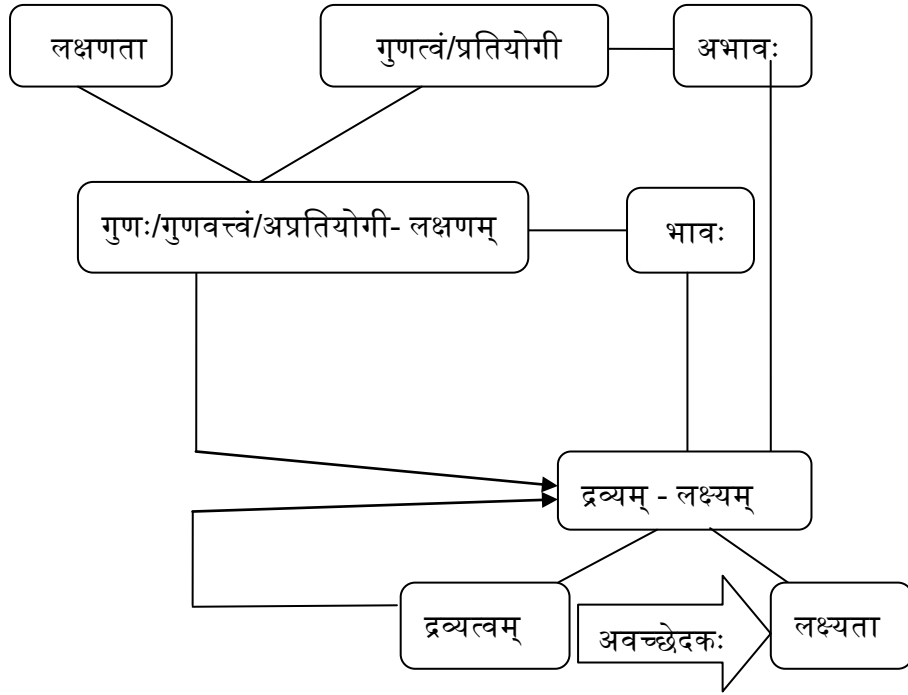 लक्षणता
गुणत्वं/प्रतियोगी
अभावः
गुणः/गुणवत्त्वं/अप्रतियोगी- लक्षणम्
भावः
द्रव्यम् - लक्ष्यम्
द्रव्यत्वम्
अवच्छेदकः
लक्ष्यता